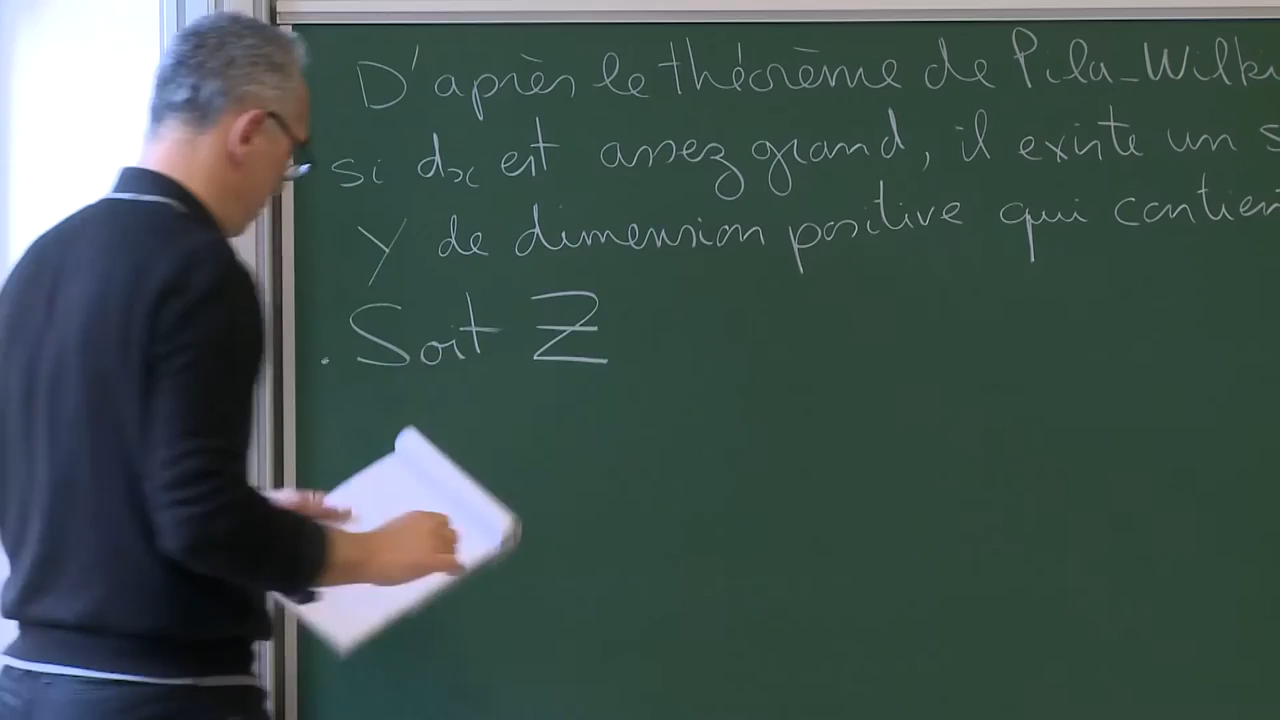 D'après le théorème de Pila-Wilki
si dx est assez grand, il existe un s
Y de dimension positive qui contien
. Soit Z